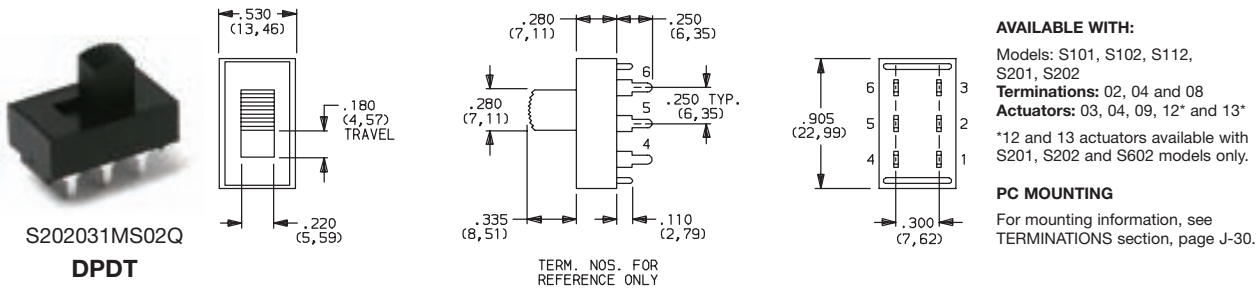 S202031MS02Q
DPDT
.530
(13,46)
.180
(4,57)
TRAVEL
.220
(5,59)
.280
(7,11)
.250
(6,35)
.280
(7,11)
6
5
4
.250 TYP.
(6,35)
.335
(8,51)
.110
(2,79)
TERM. NOS. FOR
REFERENCE ONLY
.905
(22,99)
6 3
5 2
4 1
.300
(7,62)
AVAILABLE WITH:
Models: S101, S102, S112,
S201, S202
Terminations: 02, 04 and 08
Actuators: 03, 04, 09, 12* and 13*
*12 and 13 actuators available with
S201, S202 and S602 models only.
PC MOUNTING
For mounting information, see
TERMINATIONS section, page J-30.